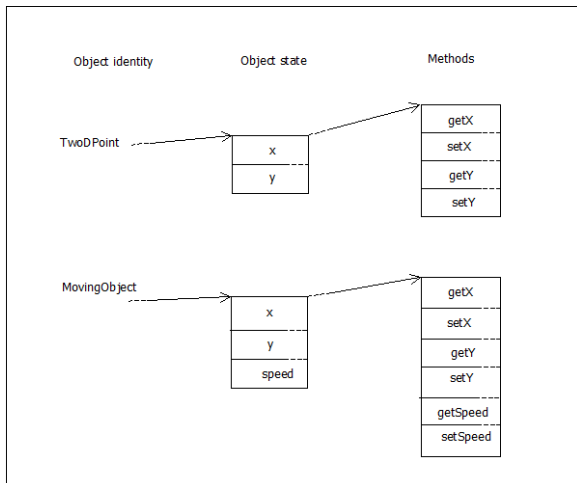 Object identity
Object state
Methods
TwoDPoint
x
y
getX
setX
getY
setY
MovingObject
x
y
speed
getX
setX
getY
setY
getSpeed
setSpeed